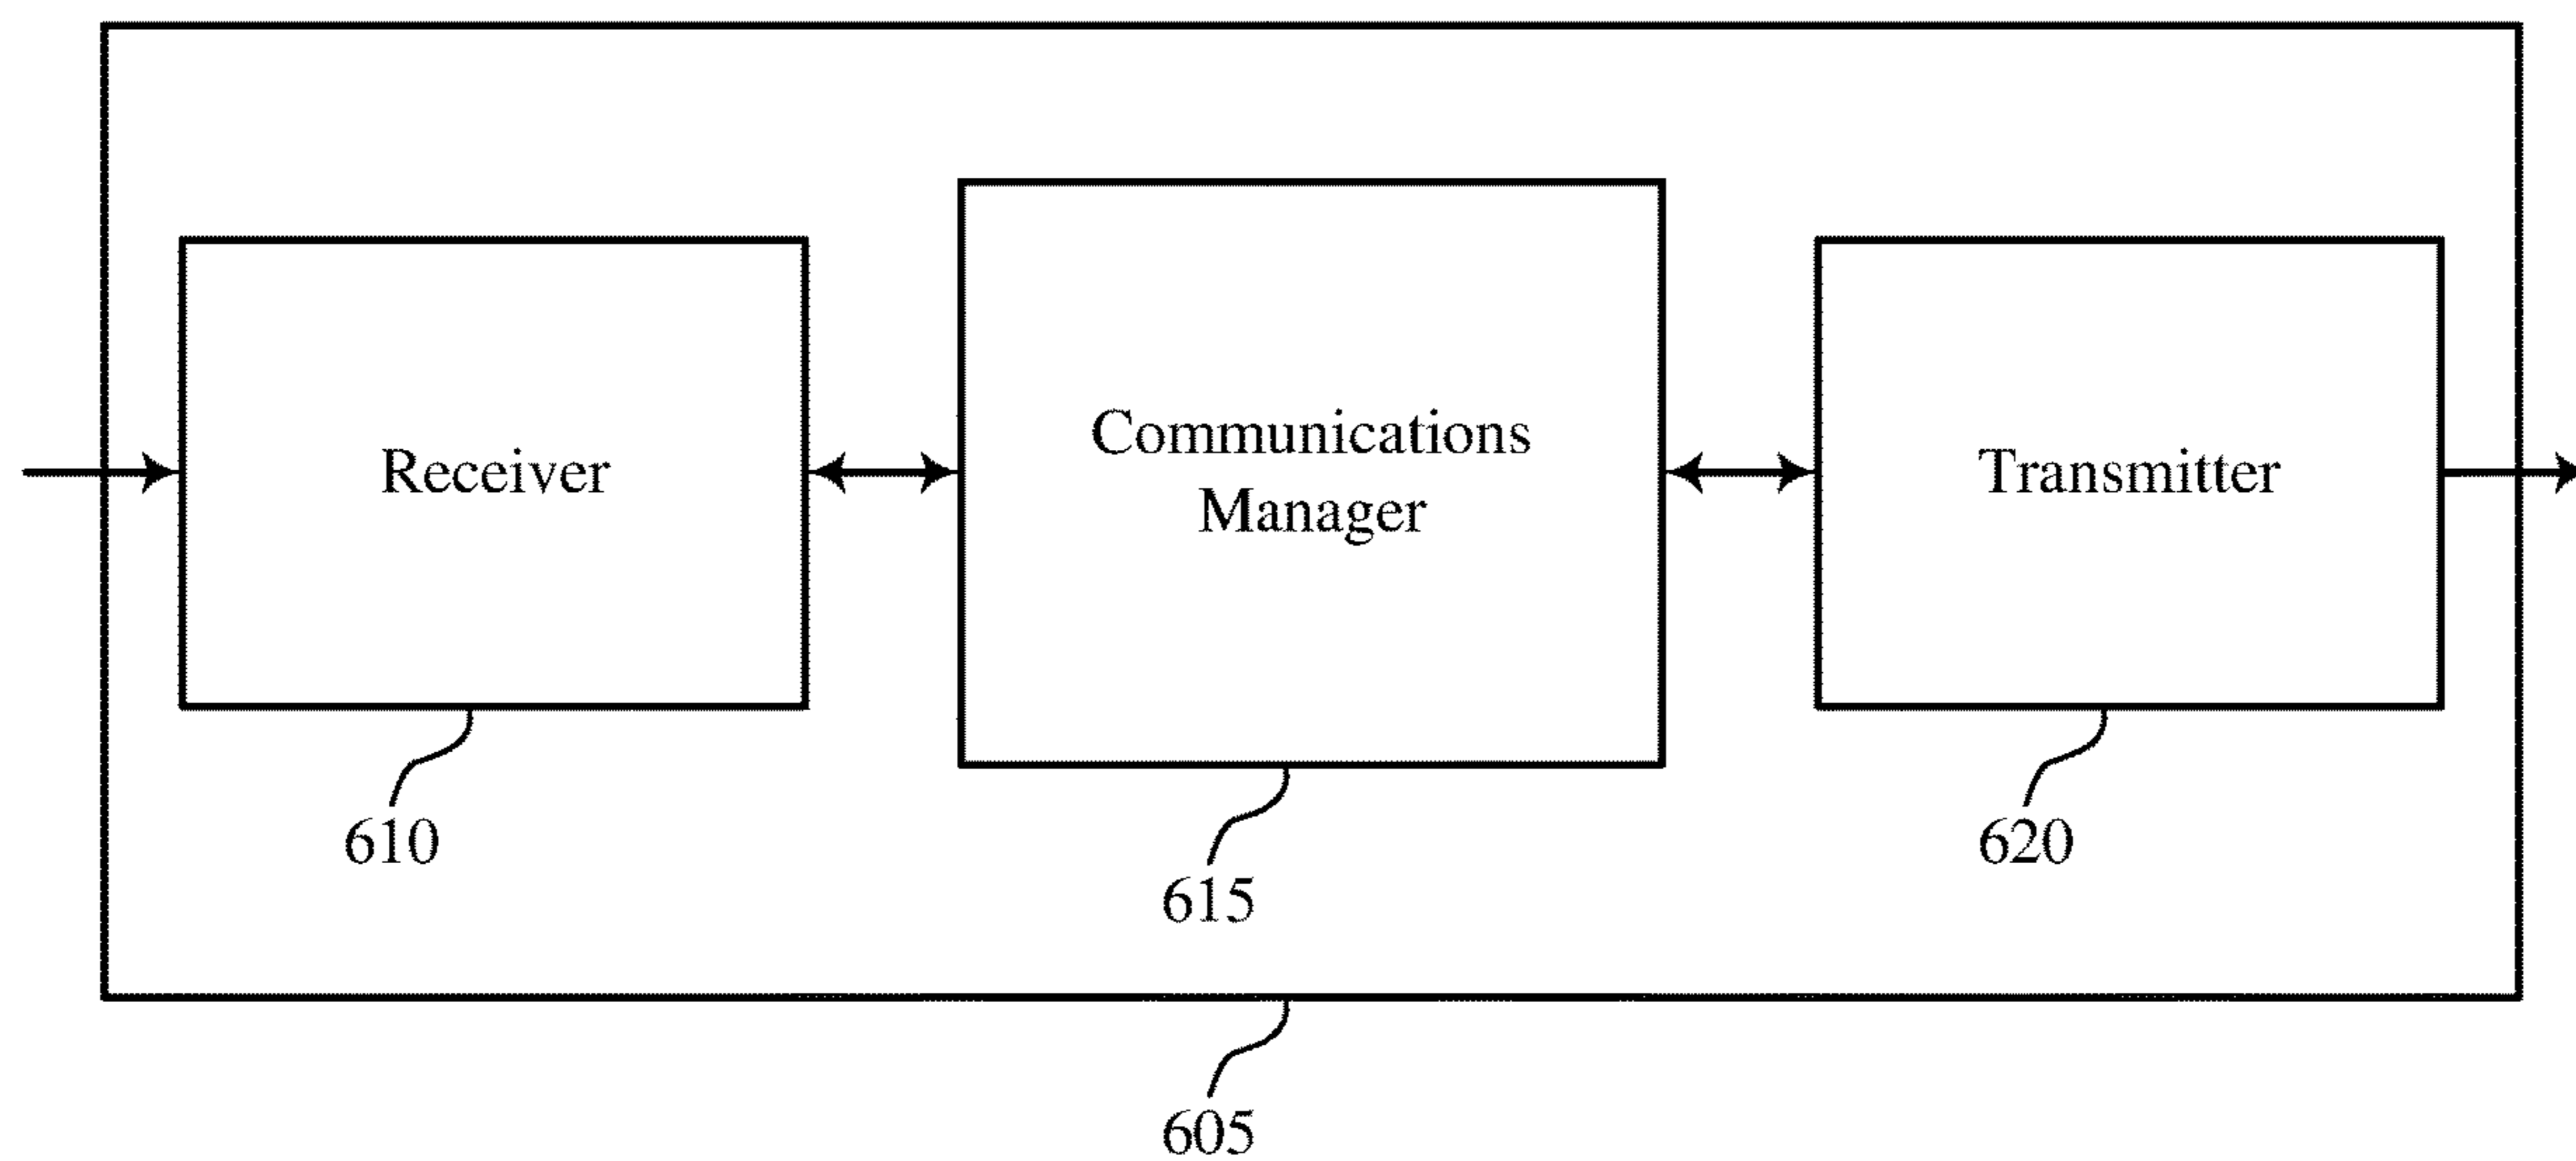 Receiver
Communications
Manager
Transmitter
610
615
620
605